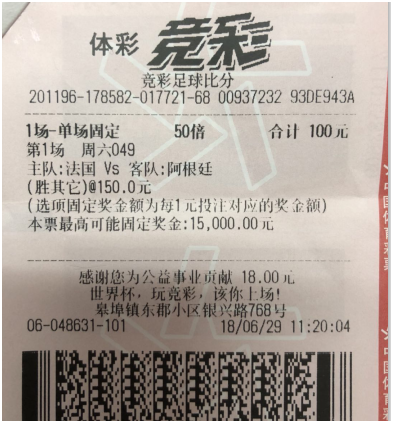 体彩 竞彩
竞彩足球比分
201196-178582-017721-68 00937232 93DE943A
1场-单场固定 50倍 合计 100元
第1场 周六049
主队:法国 Vs 客队:阿根廷
(胜其它)@150.0元
(选项固定奖金额为每1元投注对应的奖金额)
本票最高可能固定奖金:15,000.00元
感谢您为公益事业贡献 18.00元
世界杯，玩竞彩，该你上场!
皋埠镇东郡小区银兴路768号
06-048631-101 18/06/29 11:20:04
中国体育彩票